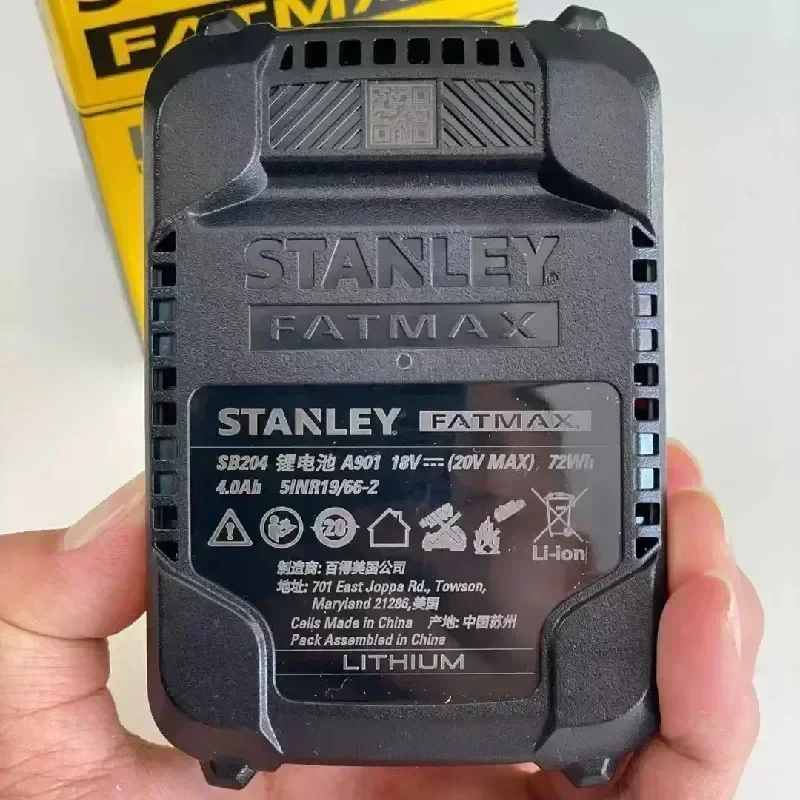 FATMAX
STANLEY
FATMAX
STANLEY FATMAX
SB204 锂电池 A901 18V⎓(20V MAX) 72Wh
4.0Ah 5INR19/66-2
20
Li-ion
制造商: 百得美国公司
地址: 701 East Joppa Rd., Towson,
Maryland 21286,美国
Cells Made in China 产地: 中国苏州
Pack Assembled in China
LITHIUM